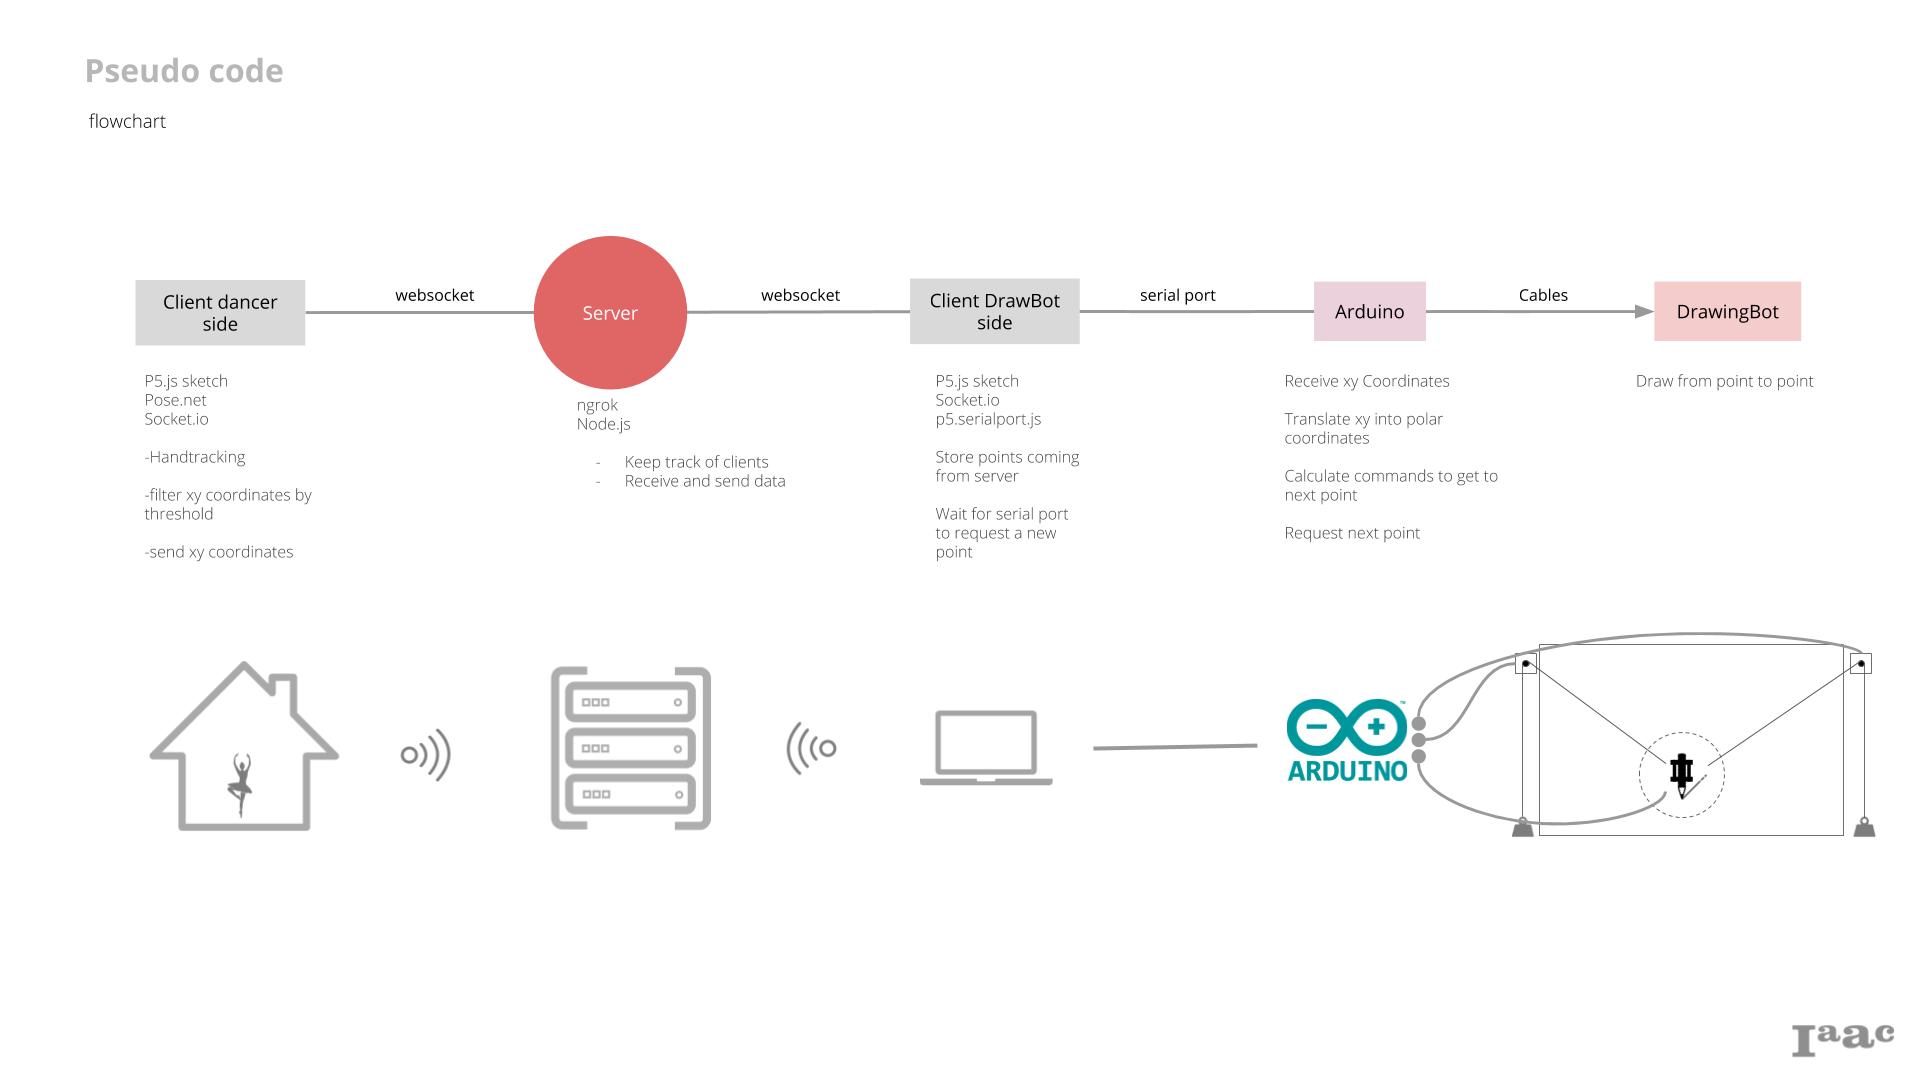 Pseudo code
flowchart
Client dancer
side
websocket
Server
websocket
Client DrawBot
side
serial port
Arduino
Cables
DrawingBot
P5.js sketch
Pose.net
Socket.io
-Handtracking
-filter xy coordinates by
threshold
-send xy coordinates
ngrok
Node.js
- Keep track of clients
- Receive and send data
P5.js sketch
Socket.io
p5.serialport.js
Store points coming
from server
Wait for serial port
to request a new
point
Receive xy Coordinates
Translate xy into polar
coordinates
Calculate commands to get to
next point
Request next point
Draw from point to point
ARDUINO
TM
Iaac